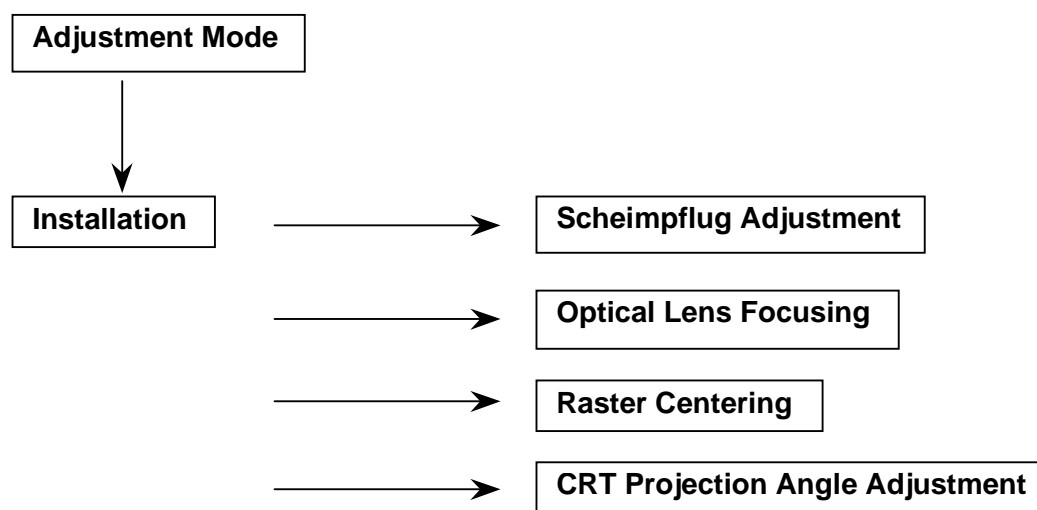 Adjustment Mode
Installation
Scheimpflug Adjustment
Optical Lens Focusing
Raster Centering
CRT Projection Angle Adjustment